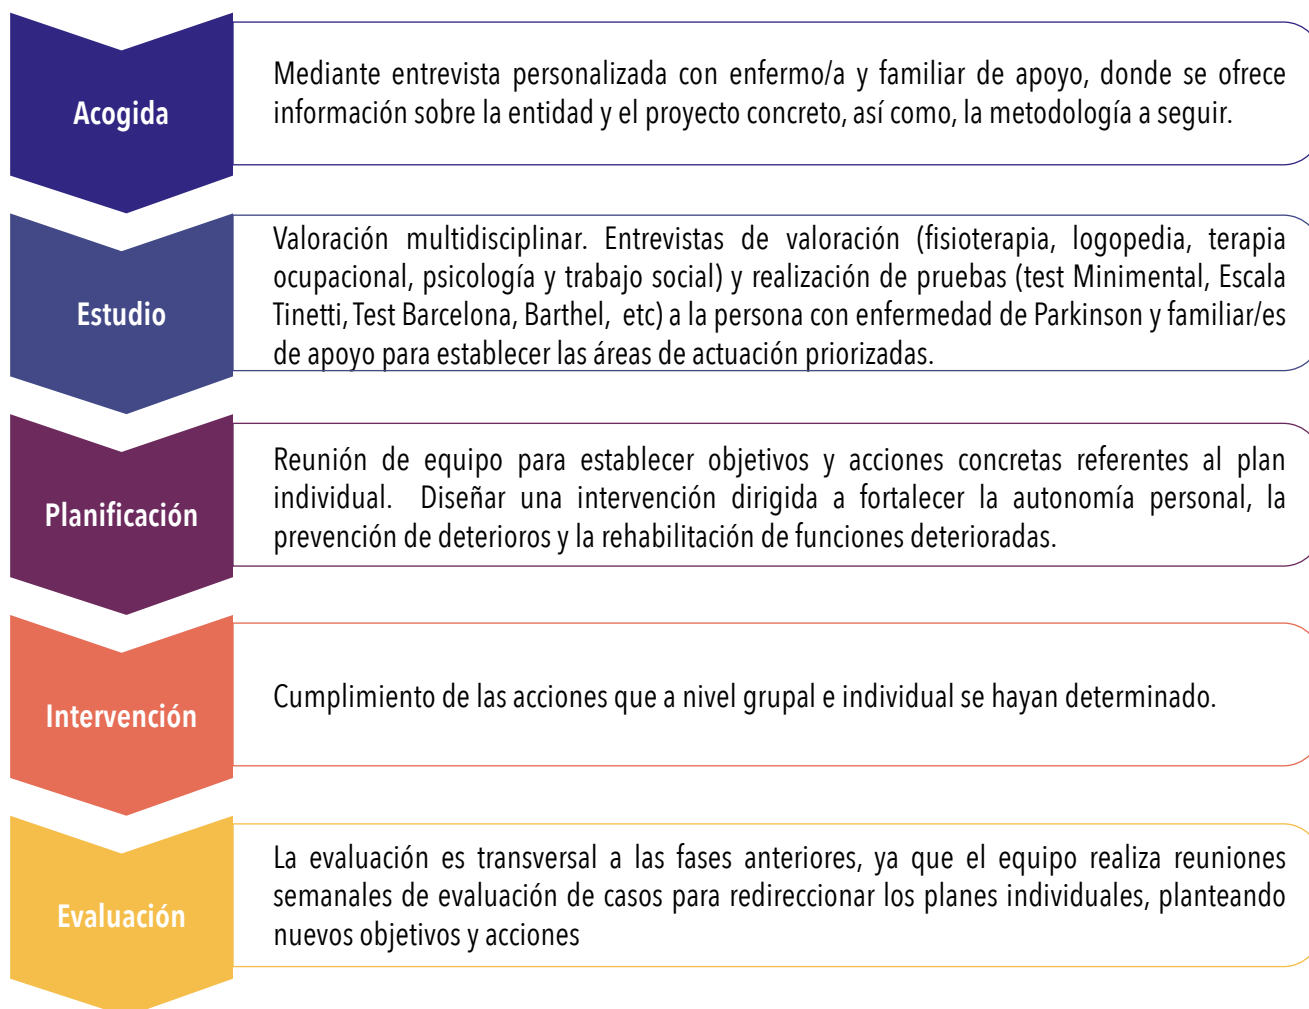 Acogida
Mediante entrevista personalizada con enfermo/a y familiar de apoyo, donde se ofrece
información sobre la entidad y el proyecto concreto, así como, la metodología a seguir.
Estudio
Valoración multidisciplinar. Entrevistas de valoración (fisioterapia, logopedia, terapia
ocupacional, psicología y trabajo social) y realización de pruebas (test Minimental, Escala
Tinetti, Test Barcelona, Barthel, etc) a la persona con enfermedad de Parkinson y familiar/es
de apoyo para establecer las áreas de actuación priorizadas.
Planificación
Reunión de equipo para establecer objetivos y acciones concretas referentes al plan
individual. Diseñar una intervención dirigida a fortalecer la autonomía personal, la
prevención de deterioros y la rehabilitación de funciones deterioradas.
Intervención
Cumplimiento de las acciones que a nivel grupal e individual se hayan determinado.
Evaluación
La evaluación es transversal a las fases anteriores, ya que el equipo realiza reuniones
semanales de evaluación de casos para redireccionar los planes individuales, planteando
nuevos objetivos y acciones